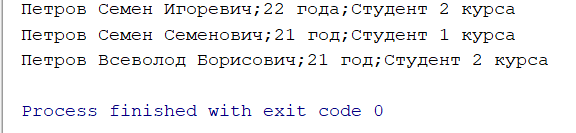 Петров Семен Игоревич;22 года;Студент 2 курса
Петров Семен Семенович;21 год;Студент 1 курса
Петров Всеволод Борисович;21 год;Студент 2 курса
Process finished with exit code 0